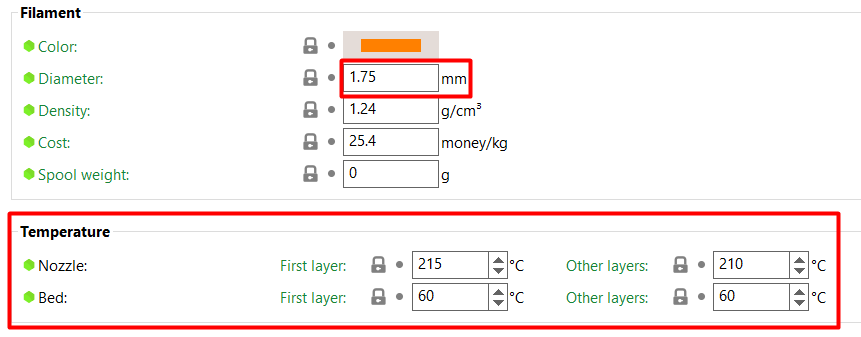 Filament
Color:
Diameter: 1.75 mm
Density: 1.24 g/cm³
Cost: 25.4 money/kg
Spool weight: 0 g
Temperature
Nozzle: First layer: 215 °C Other layers: 210 °C
Bed: First layer: 60 °C Other layers: 60 °C